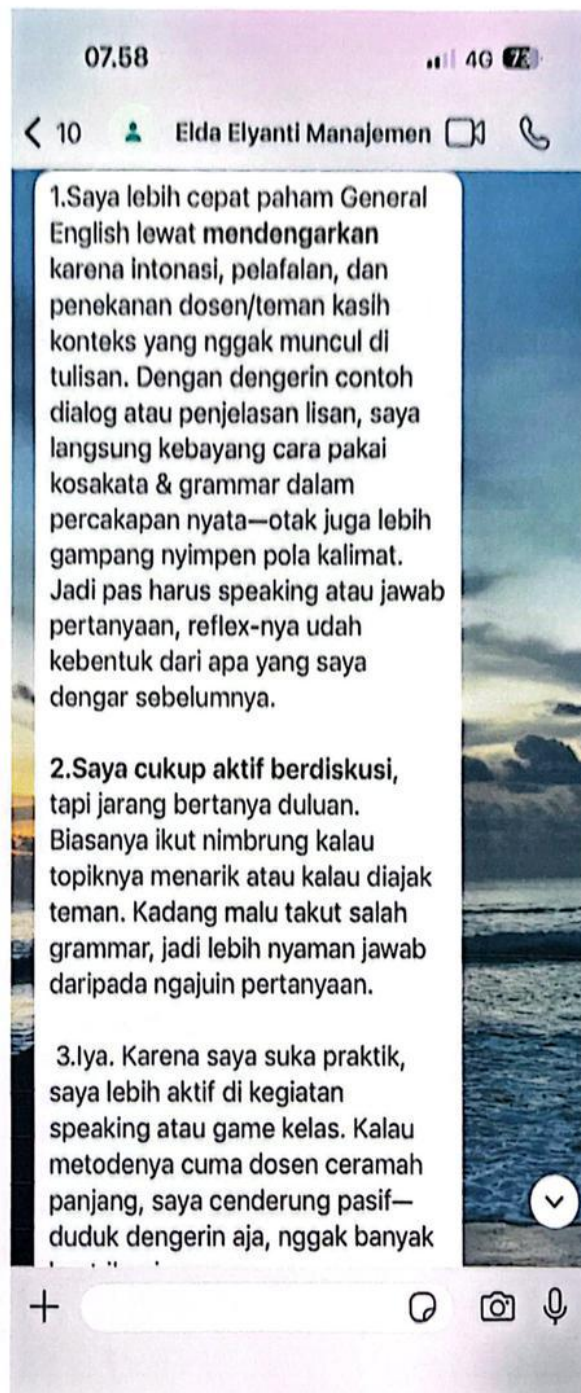 07.58
4G
10 Elda Elyanti Manajemen
1.Saya lebih cepat paham General
English lewat mendengarkan
karena intonasi, pelafalan, dan
penekanan dosen/teman kasih
konteks yang nggak muncul di
tulisan. Dengan dengerin contoh
dialog atau penjelasan lisan, saya
langsung kebayang cara pakai
kosakata & grammar dalam
percakapan nyata—otak juga lebih
gampang nyimpen pola kalimat.
Jadi pas harus speaking atau jawab
pertanyaan, reflex-nya udah
kebentuk dari apa yang saya
dengar sebelumnya.
2.Saya cukup aktif berdiskusi,
tapi jarang bertanya duluan.
Biasanya ikut nimbrung kalau
topiknya menarik atau kalau diajak
teman. Kadang malu takut salah
grammar, jadi lebih nyaman jawab
daripada ngajuin pertanyaan.
3.Iya. Karena saya suka praktik,
saya lebih aktif di kegiatan
speaking atau game kelas. Kalau
metodenya cuma dosen ceramah
panjang, saya cenderung pasif—
duduk dengerin aja, nggak banyak